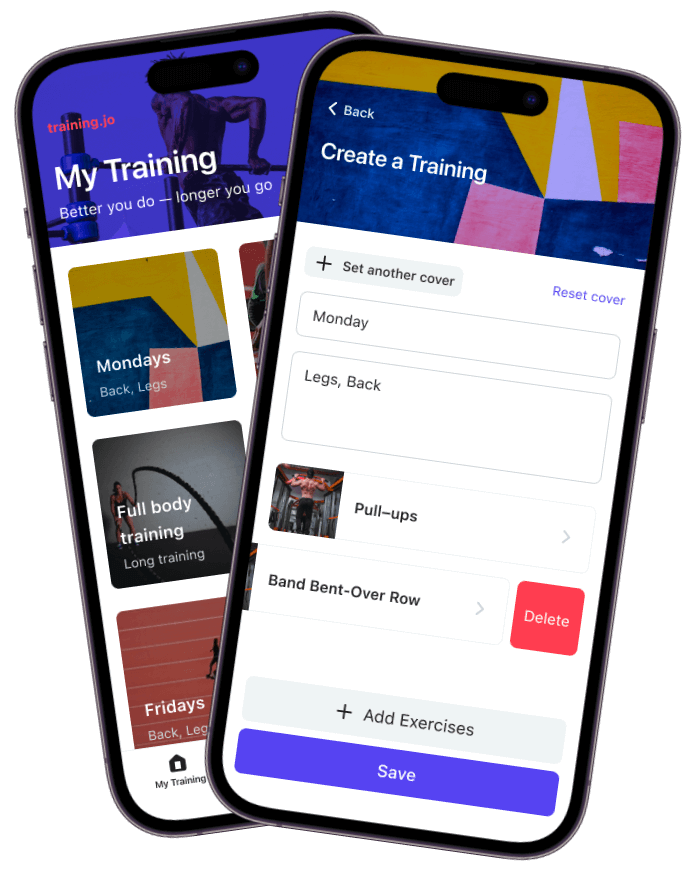 training.jo
My Training
Better you do — longer you go
Mondays
Back, Legs
Full body
training
Long training
Fridays
Back, Legs
My Training
Back
Create a Training
Set another cover
Reset cover
Monday
Legs, Back
Pull–ups
Band Bent-Over Row
Delete
Add Exercises
Save